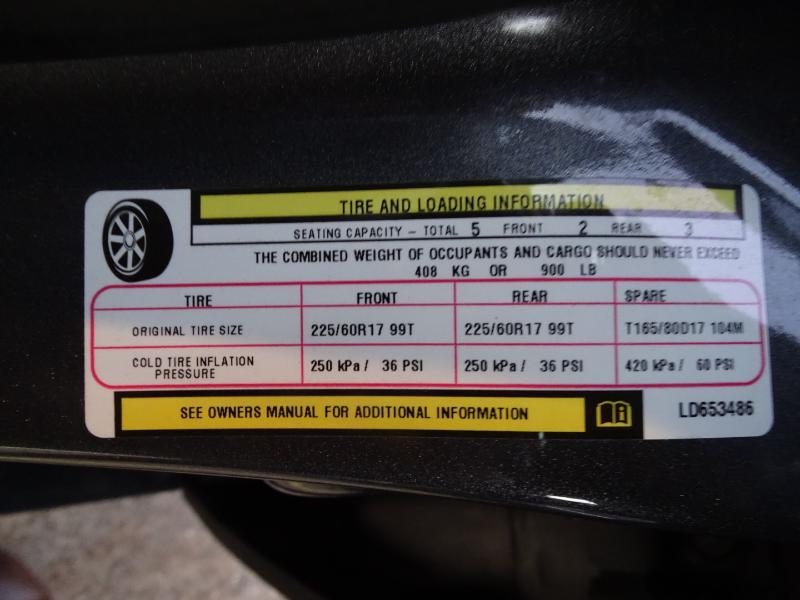 TIRE AND LOADING INFORMATION
SEATING CAPACITY – TOTAL 5 FRONT 2 REAR 3
THE COMBINED WEIGHT OF OCCUPANTS AND CARGO SHOULD NEVER EXCEED
408 KG OR 900 LB
TIRE FRONT REAR SPARE
ORIGINAL TIRE SIZE 225/60R17 99T 225/60R17 99T T165/80D17 104M
COLD TIRE INFLATION PRESSURE 250 kPa / 36 PSI 250 kPa / 36 PSI 420 kPa / 60 PSI
SEE OWNERS MANUAL FOR ADDITIONAL INFORMATION
LD653486